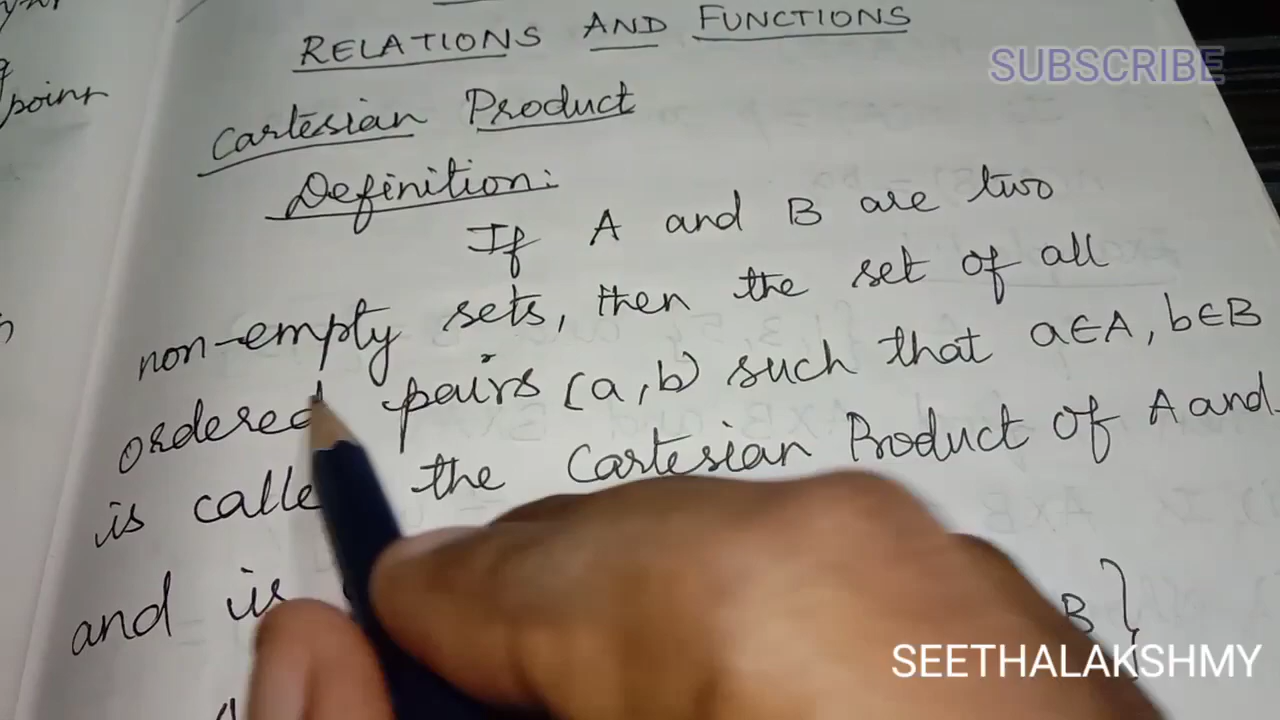 RELATIONS AND FUNCTIONS
SUBSCRIBE
point
Cartesian Product
Definition:
If A and B are two
non-empty sets, then the set of all
ordered pairs (a, b) such that a∈A, b∈B
is calle the Cartesian Product of A and
and is
B}
SEETHALAKSHMY